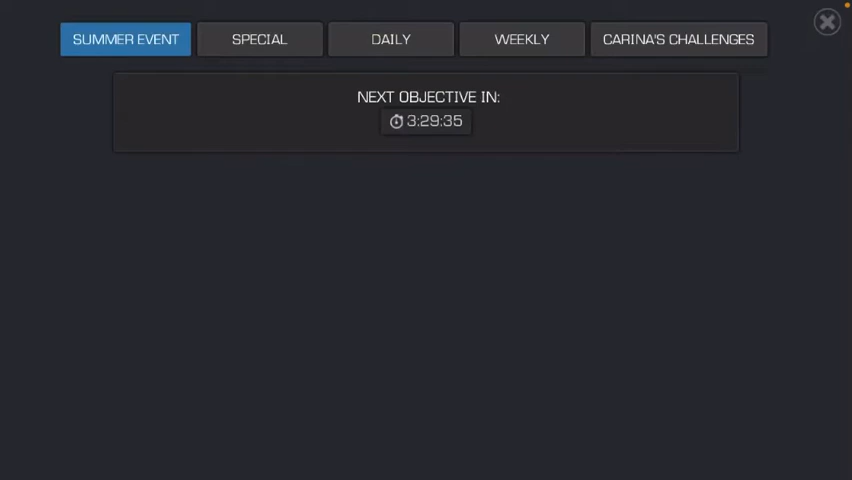 SUMMER EVENT
SPECIAL
DAILY
WEEKLY
CARINA'S CHALLENGES
NEXT OBJECTIVE IN:
3:29:35